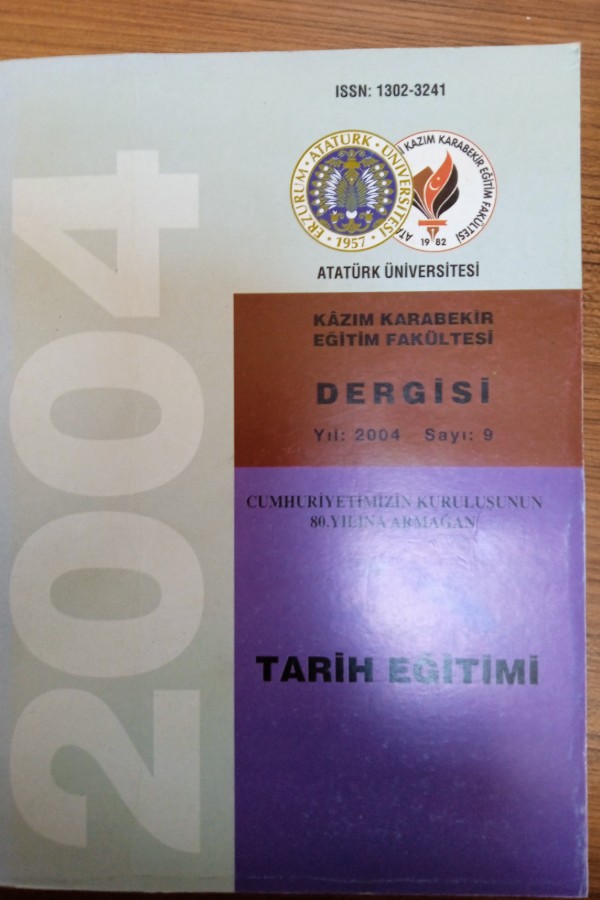 ISSN: 1302-3241
ERZURUM · ATATÜRK · ÜNİVERSİTESİ
· 1957 ·
KAZIM KARABEKİR EĞİTİM FAKÜLTESİ
1982
ATATÜRK ÜNİVERSİTESİ
KÂZIM KARABEKİR
EĞİTİM FAKÜLTESİ
DERGİSİ
Yıl: 2004 Sayı: 9
CUMHURİYETİMİZİN KURULUSUNUN
80.YILINA ARMAĞAN
TARİH EĞİTİMİ
2004